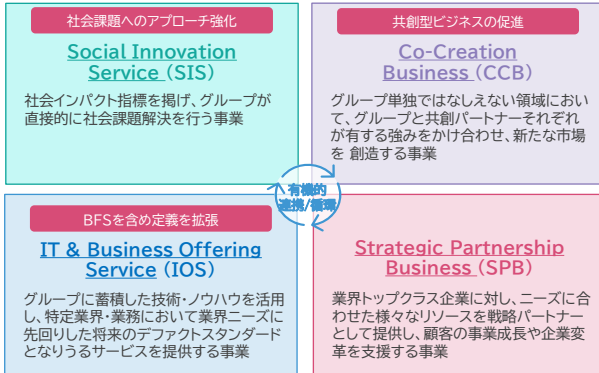 社会課題へのアプローチ強化
Social Innovation
Service (SIS)
社会インパクト指標を掲げ、グループが
直接的に社会課題解決を行う事業
共創型ビジネスの促進
Co-Creation
Business (CCB)
グループ単独ではなしえない領域におい
て、グループと共創パートナーそれぞれ
が有する強みをかけ合わせ、新たな市場
を 創造する事業
有機的
連携/循環
BFSを含め定義を拡張
IT & Business Offering
Service (IOS)
グループに蓄積した技術・ノウハウを活用
し、特定業界・業務において業界ニーズに
先回りした将来のデファクトスタンダード
となりうるサービスを提供する事業
Strategic Partnership
Business (SPB)
業界トップクラス企業に対し、ニーズに合
わせた様々なリソースを戦略パートナー
として提供し、顧客の事業成長や企業変
革を支援する事業